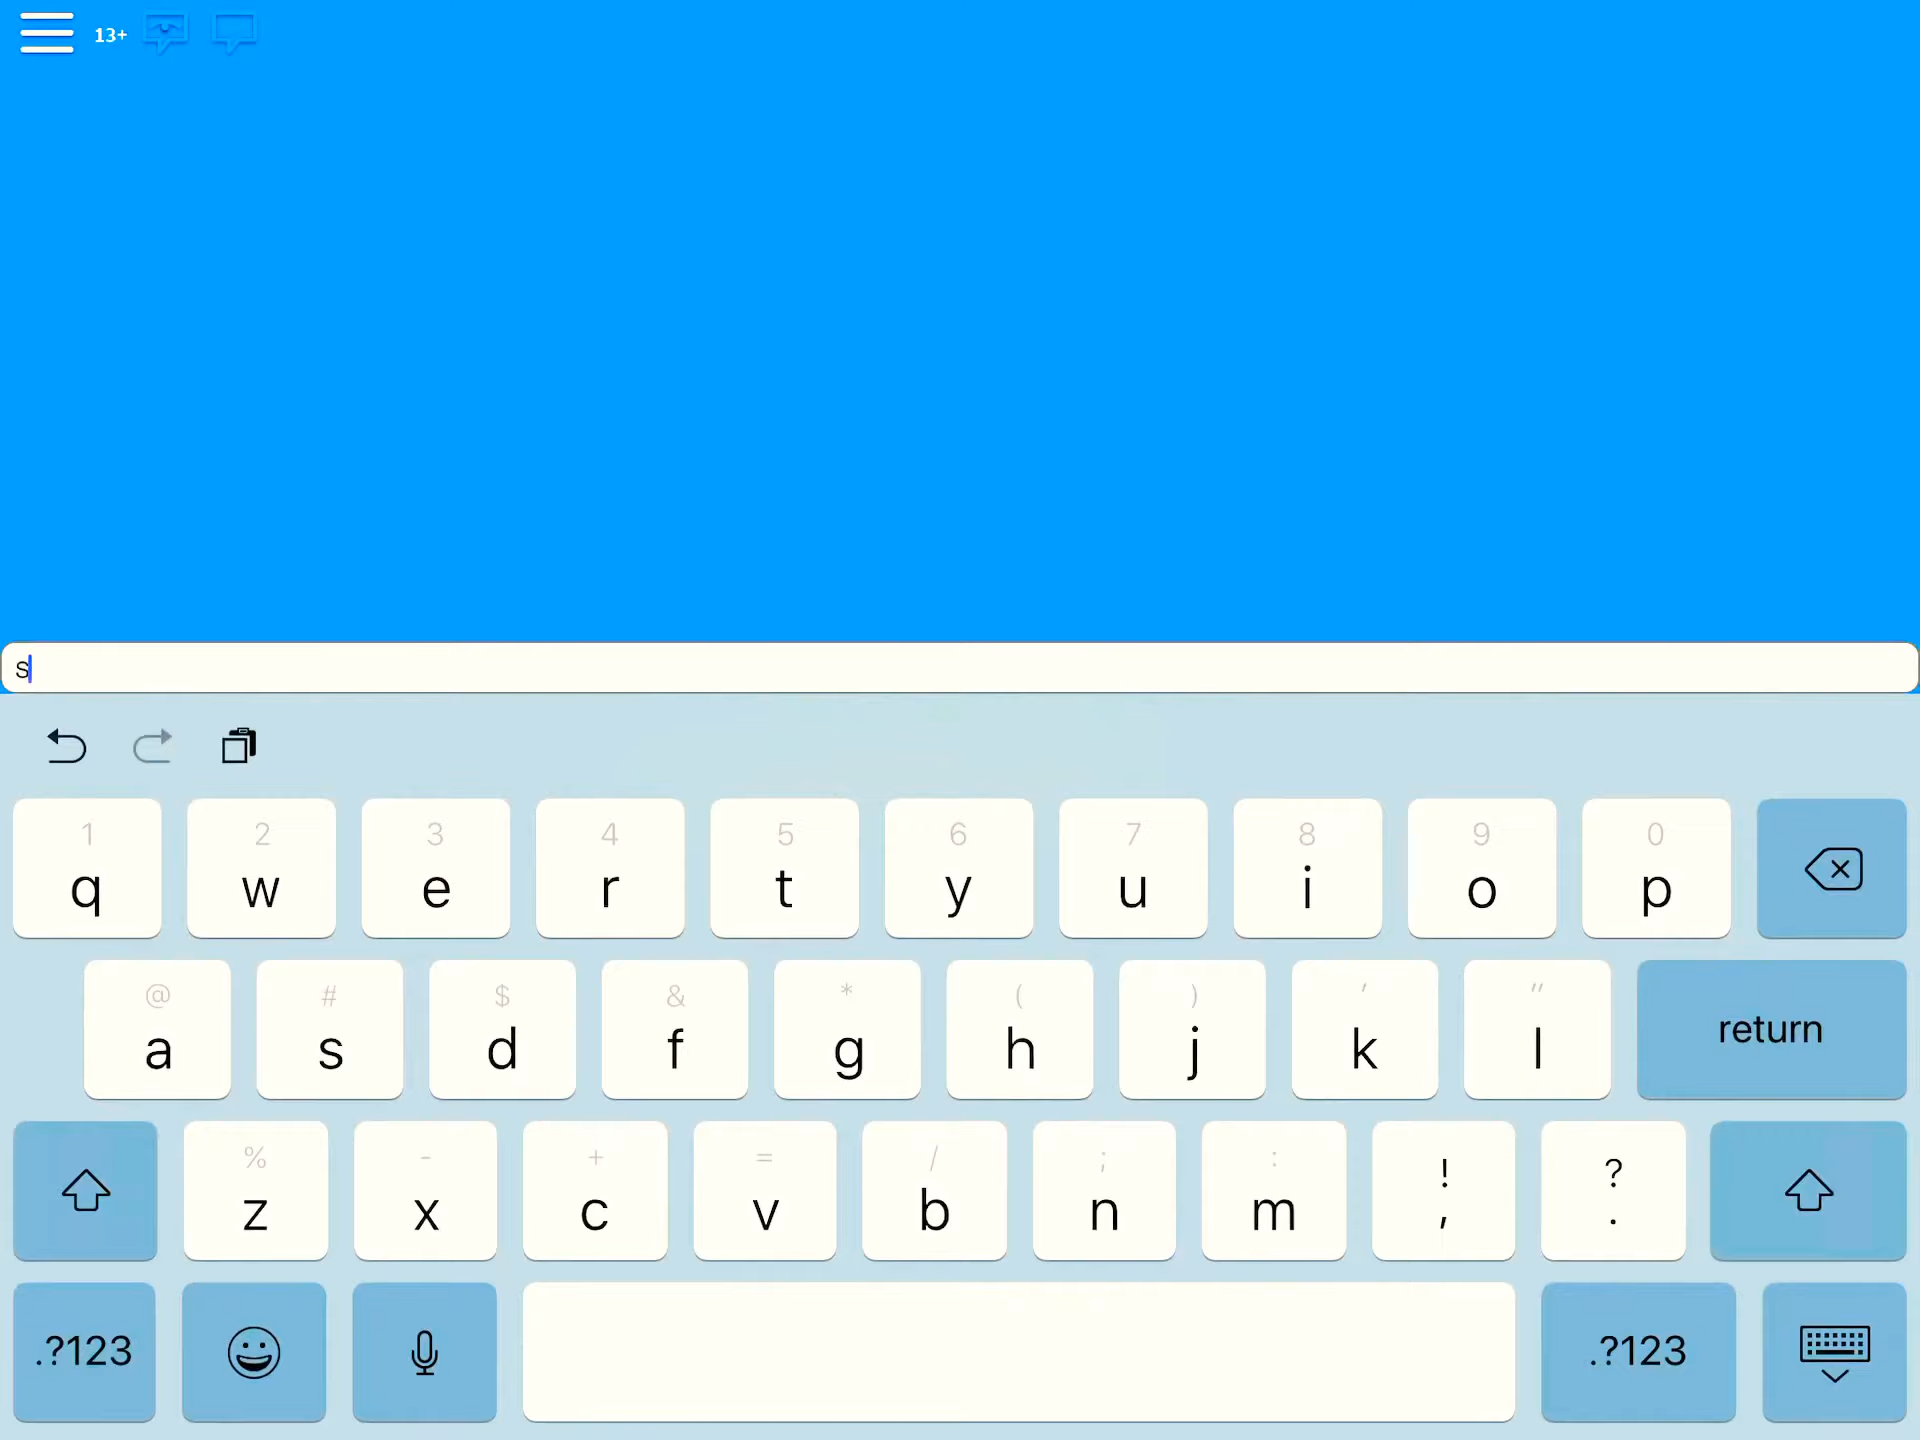 13+
s
1 2 3 4 5 6 7 8 9 0
q w e r t y u i o p
@ # $ & * ( ) ' "
a s d f g h j k l return
% - + = / ; : ! ?
z x c v b n m , .
.?123 .?123